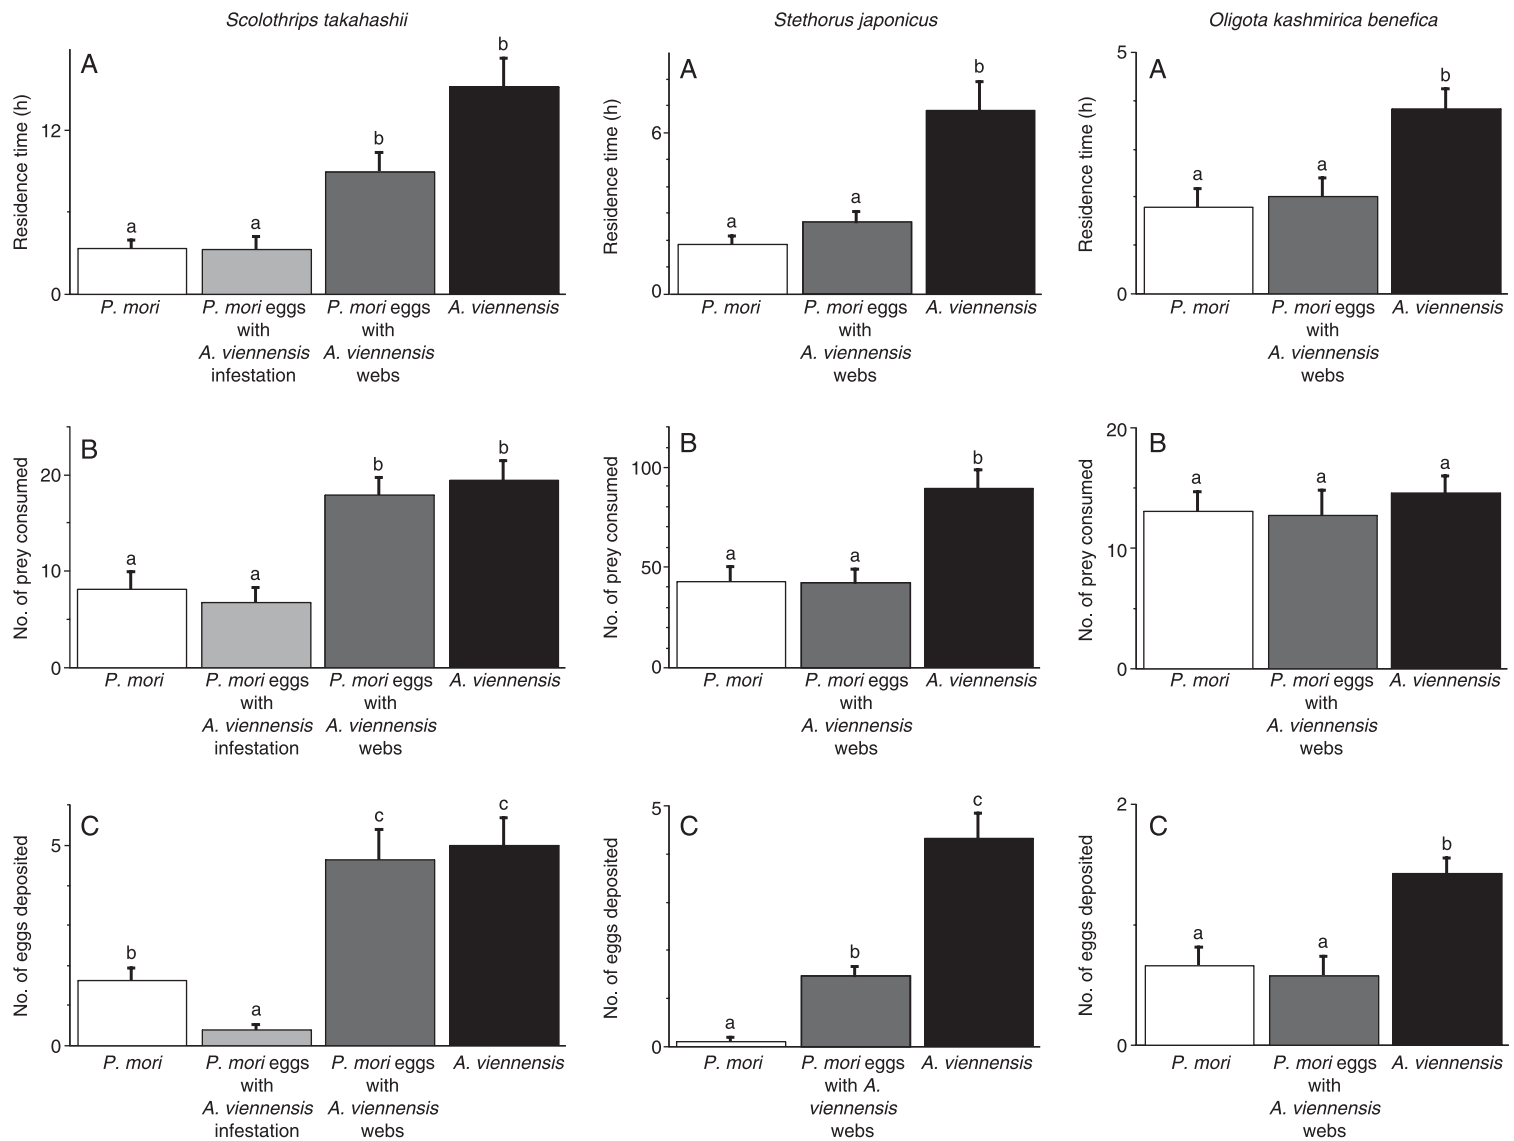 Scolothrips takahashii
A
Residence time (h)
12
0
a
a
b
b
P. mori
P. mori eggs
with
A. viennensis
infestation
P. mori eggs
with
A. viennensis
webs
A. viennensis
Stethorus japonicus
A
Residence time (h)
6
0
a
a
b
P. mori
P. mori eggs
with
A. viennensis
webs
A. viennensis
Oligota kashmirica benefica
A
Residence time (h)
5
0
a
a
b
P. mori
P. mori eggs
with
A. viennensis
webs
A. viennensis
B
No. of prey consumed
20
10
0
a
a
b
b
P. mori
P. mori eggs
with
A. viennensis
infestation
P. mori eggs
with
A. viennensis
webs
A. viennensis
B
No. of prey consumed
100
50
0
a
a
b
P. mori
P. mori eggs
with
A. viennensis
webs
A. viennensis
B
No. of prey consumed
20
10
0
a
a
a
P. mori
P. mori eggs
with
A. viennensis
webs
A. viennensis
C
No. of eggs deposited
5
0
b
a
c
c
P. mori
P. mori eggs
with
A. viennensis
infestation
P. mori eggs
with
A. viennensis
webs
A. viennensis
C
No. of eggs deposited
5
0
a
b
c
P. mori
P. mori eggs
with A.
viennensis
webs
A. viennensis
C
No. of eggs deposited
2
0
a
a
b
P. mori
P. mori eggs
with
A. viennensis
webs
A. viennensis